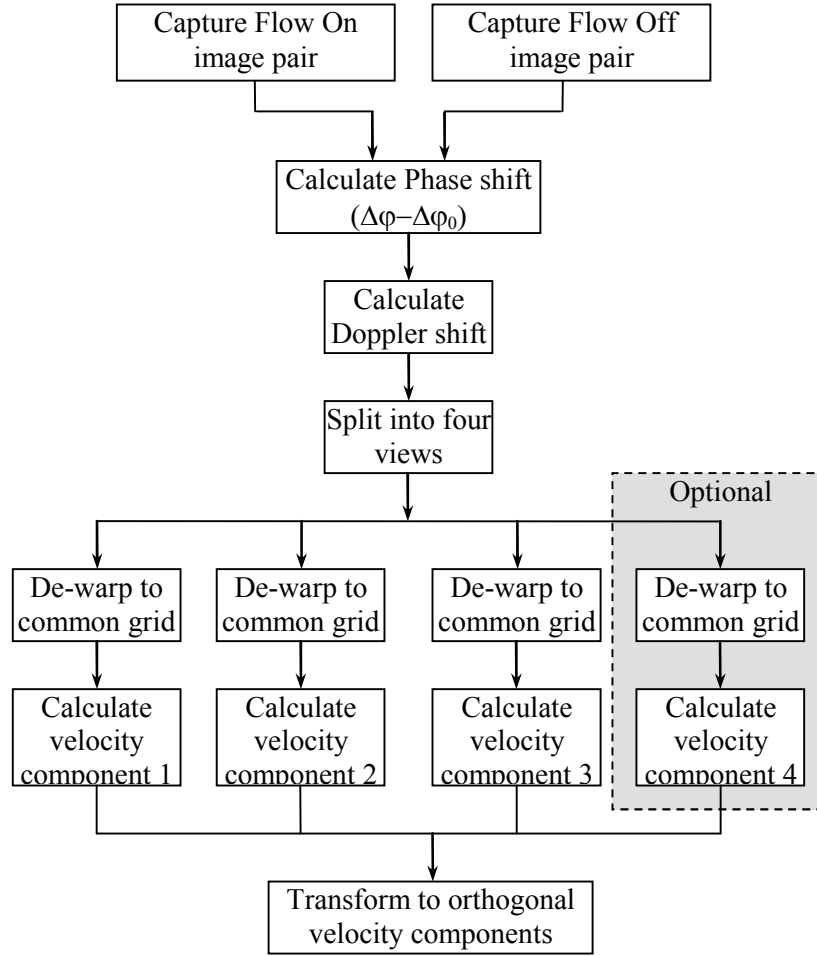 Capture Flow On
image pair
Capture Flow Off
image pair
Calculate Phase shift
(Δφ−Δφ₀)
Calculate
Doppler shift
Split into four
views
Optional
De-warp to
common grid
De-warp to
common grid
De-warp to
common grid
De-warp to
common grid
Calculate
velocity
component 1
Calculate
velocity
component 2
Calculate
velocity
component 3
Calculate
velocity
component 4
Transform to orthogonal
velocity components